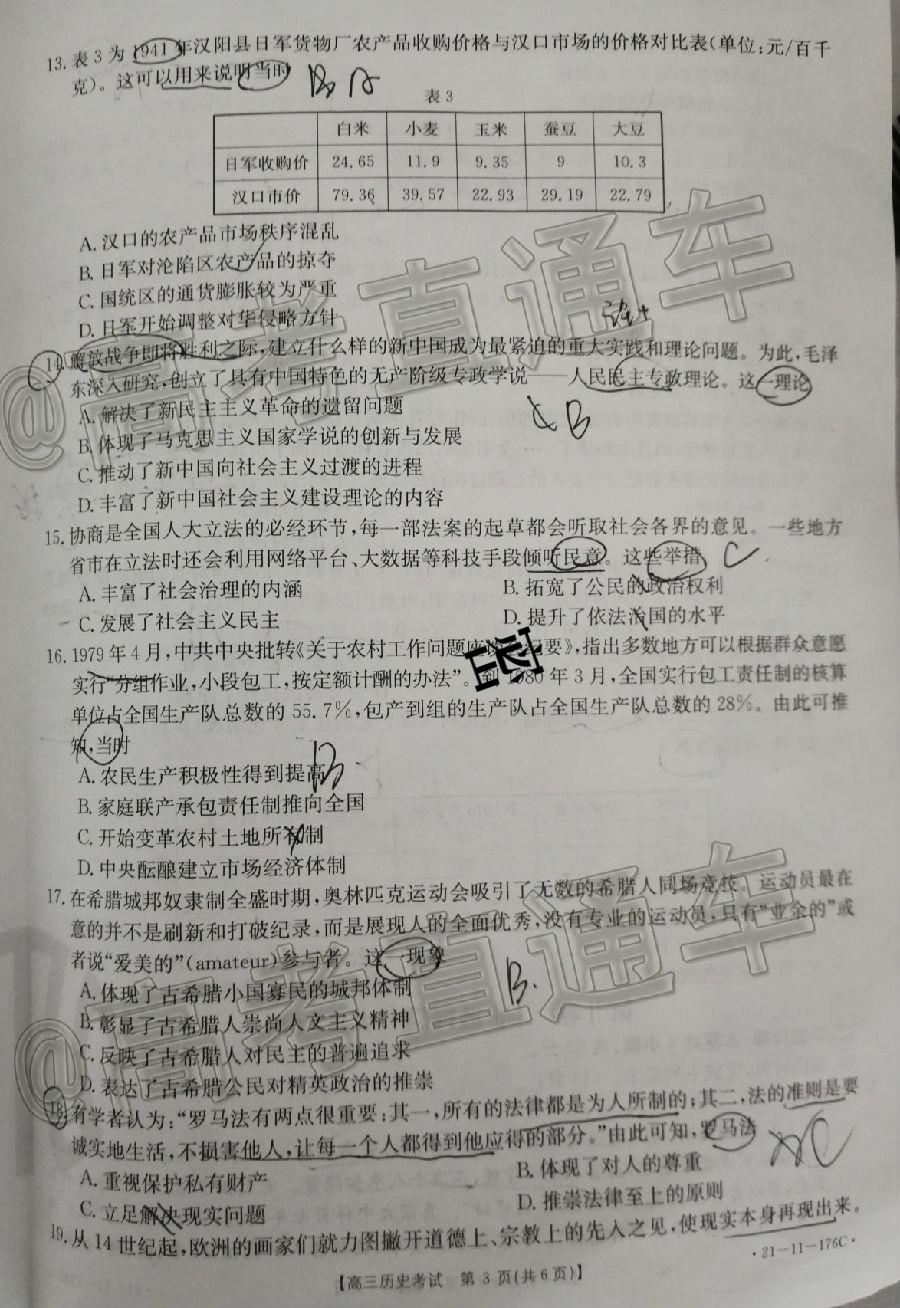 13. 表3为1941年汉阳县日军货物厂农产品收购价格与汉口市场的价格对比表(单位:元/百千
克)。这可以用来说明当时
B A
表3
白米 小麦 玉米 蚕豆 大豆
日军收购价 24.65 11.9 9.35 9 10.3
汉口市价 79.36 39.57 22.93 29.19 22.79
A. 汉口的农产品市场秩序混乱
B. 日军对沦陷区农产品的掠夺
C. 国统区的通货膨胀较为严重
D. 日军开始调整对华侵略方针
14. 解放战争即将胜利之际,建立什么样的新中国成为最紧迫的重大实践和理论问题。为此,毛泽
东深入研究,创立了具有中国特色的无产阶级专政学说——人民民主专政理论。这一理论
A. 解决了新民主主义革命的遗留问题
B
B. 体现了马克思主义国家学说的创新与发展
C. 推动了新中国向社会主义过渡的进程
D. 丰富了新中国社会主义建设理论的内容
15. 协商是全国人大立法的必经环节,每一部法案的起草都会听取社会各界的意见。一些地方
省市在立法时还会利用网络平台、大数据等科技手段倾听民意。这些举措
C
A. 丰富了社会治理的内涵 B. 拓宽了公民的政治权利
C. 发展了社会主义民主 D. 提升了依法治国的水平
16. 1979年4月,中共中央批转《关于农村工作问题座谈会纪要》,指出多数地方可以根据群众意愿
实行“分组作业,小段包工,按定额计酬的办法”。到1980年3月,全国实行包工责任制的核算
单位占全国生产队总数的55.7%,包产到组的生产队占全国生产队总数的28%。由此可推
知,当时
B
A. 农民生产积极性得到提高
B. 家庭联产承包责任制推向全国
C. 开始变革农村土地所有制
D. 中央酝酿建立市场经济体制
17. 在希腊城邦奴隶制全盛时期,奥林匹克运动会吸引了无数的希腊人同场竞技。运动员最在
意的并不是刷新和打破纪录,而是展现人的全面优秀,没有专业的运动员,只有“业余的”或
者说“爱美的”(amateur)参与者。这一现象
B.
A. 体现了古希腊小国寡民的城邦体制
B. 彰显了古希腊人崇尚人文主义精神
C. 反映了古希腊人对民主的普遍追求
D. 表达了古希腊公民对精英政治的推崇
18. 有学者认为:“罗马法有两点很重要:其一,所有的法律都是为人所制的;其二,法的准则是要
诚实地生活,不损害他人,让每一个人都得到他应得的部分。”由此可知,罗马法
C
A. 重视保护私有财产 B. 体现了对人的尊重
C. 立足解决现实问题 D. 推崇法律至上的原则
19. 从14世纪起,欧洲的画家们就力图撇开道德上、宗教上的先入之见,使现实本身再现出来。
【高三历史考试 第3页(共6页)】 ·21-11-176C·
@高考直通车
@高考直通车